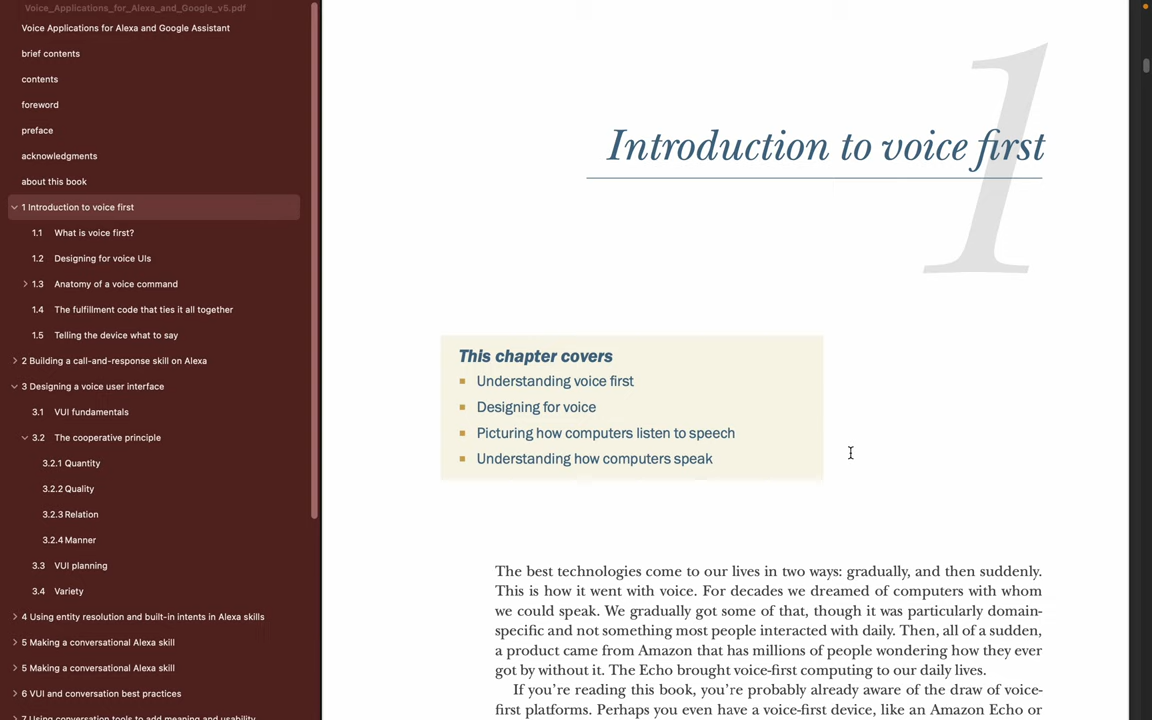 Voice_Applications_for_Alexa_and_Google_v5.pdf
Voice Applications for Alexa and Google Assistant
brief contents
contents
foreword
preface
acknowledgments
about this book
1 Introduction to voice first
1.1 What is voice first?
1.2 Designing for voice UIs
1.3 Anatomy of a voice command
1.4 The fulfillment code that ties it all together
1.5 Telling the device what to say
2 Building a call-and-response skill on Alexa
3 Designing a voice user interface
3.1 VUI fundamentals
3.2 The cooperative principle
3.2.1 Quantity
3.2.2 Quality
3.2.3 Relation
3.2.4 Manner
3.3 VUI planning
3.4 Variety
4 Using entity resolution and built-in intents in Alexa skills
5 Making a conversational Alexa skill
5 Making a conversational Alexa skill
6 VUI and conversation best practices
7 Using conversation tools to add meaning and usability
1
Introduction to voice first
This chapter covers
Understanding voice first
Designing for voice
Picturing how computers listen to speech
Understanding how computers speak
The best technologies come to our lives in two ways: gradually, and then suddenly.
This is how it went with voice. For decades we dreamed of computers with whom
we could speak. We gradually got some of that, though it was particularly domain-
specific and not something most people interacted with daily. Then, all of a sudden,
a product came from Amazon that has millions of people wondering how they ever
got by without it. The Echo brought voice-first computing to our daily lives.
If you’re reading this book, you’re probably already aware of the draw of voice-
first platforms. Perhaps you even have a voice-first device, like an Amazon Echo or